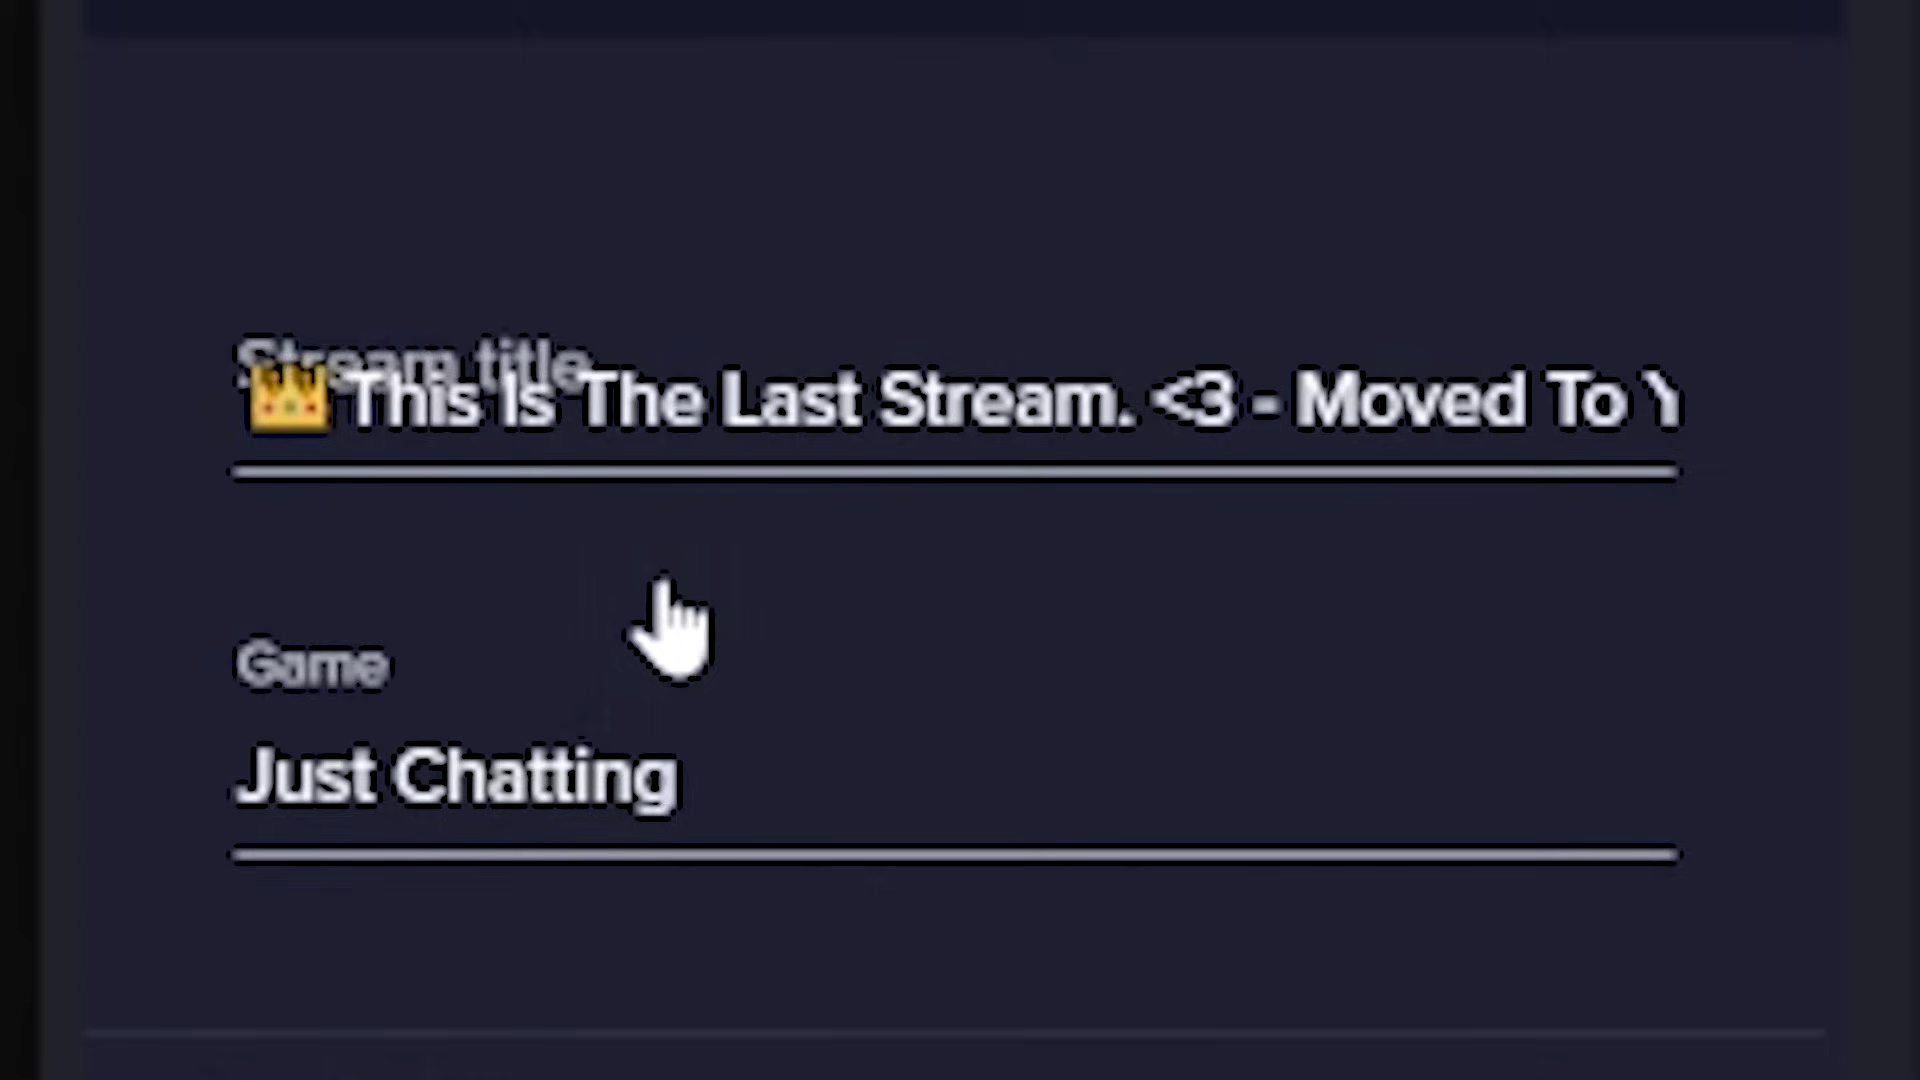 Stream title
👑 This Is The Last Stream. <3 - Moved To
Game
Just Chatting